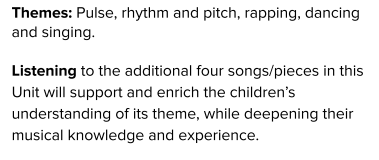 Themes: Pulse, rhythm and pitch, rapping, dancing
and singing.
Listening to the additional four songs/pieces in this
Unit will support and enrich the children's
understanding of its theme, while deepening their
musical knowledge and experience.